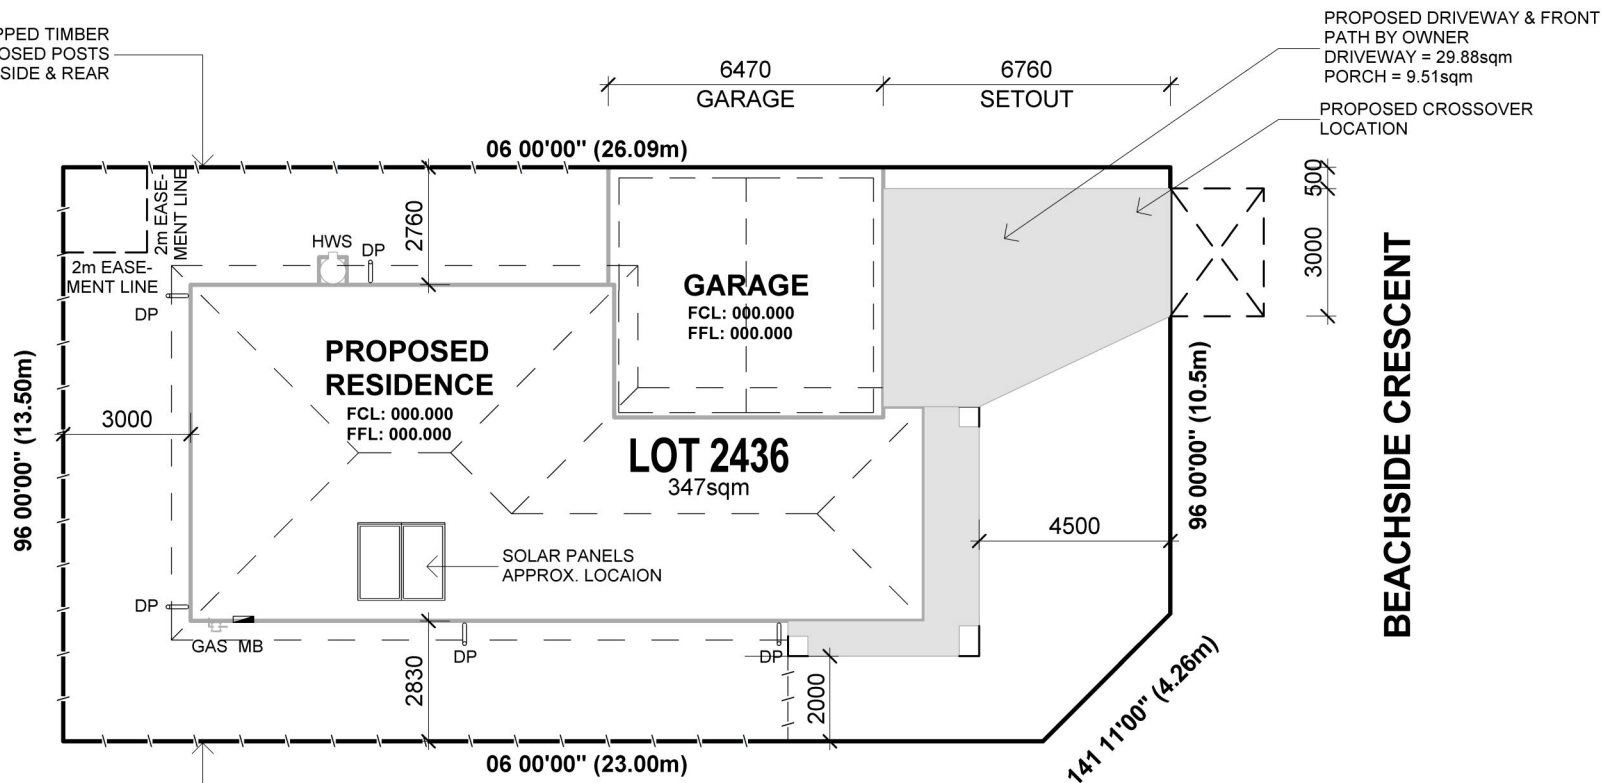 PPED TIMBER
OSED POSTS
SIDE & REAR
PROPOSED DRIVEWAY & FRONT
PATH BY OWNER
DRIVEWAY = 29.88sqm
PORCH = 9.51sqm
PROPOSED CROSSOVER
LOCATION
6470
GARAGE
6760
SETOUT
06 00'00" (26.09m)
500
3000
2m EASE-
MENT LINE
2m EASE-
MENT LINE
2760
HWS
DP
DP
GARAGE
FCL: 000.000
FFL: 000.000
PROPOSED
RESIDENCE
FCL: 000.000
FFL: 000.000
3000
96 00'00" (13.50m)
LOT 2436
347sqm
96 00'00" (10.5m)
BEACHSIDE CRESCENT
4500
SOLAR PANELS
APPROX. LOCAION
DP
GAS MB
DP
DP
2830
2000
141 11'00" (4.26m)
06 00'00" (23.00m)